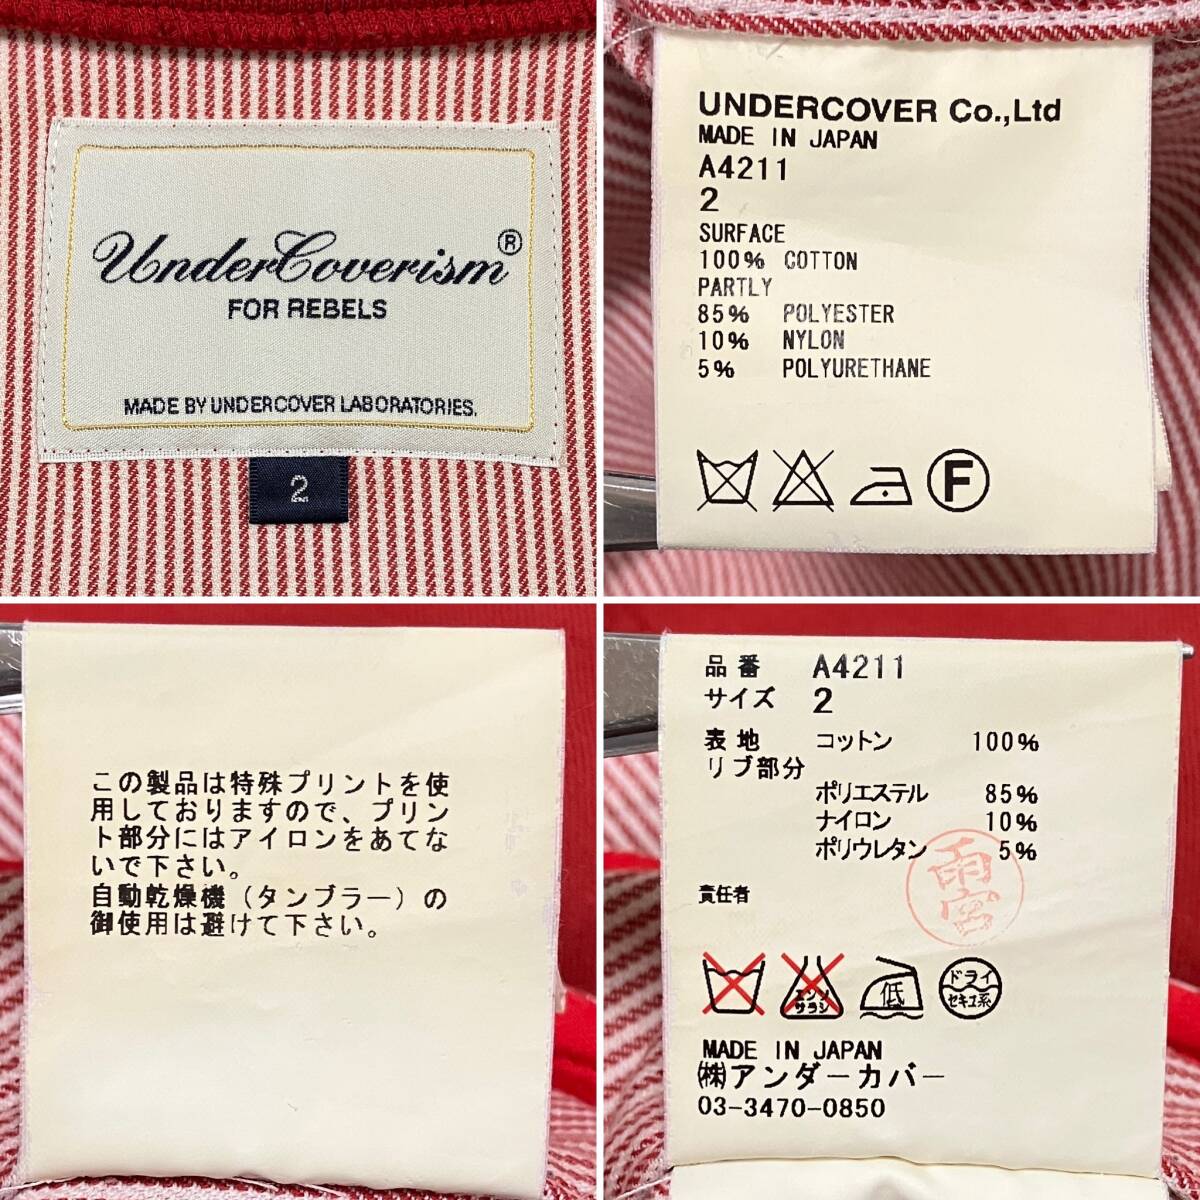 UnderCoverism®
FOR REBELS
MADE BY UNDERCOVER LABORATORIES.
2
UNDERCOVER Co.,Ltd
MADE IN JAPAN
A4211
2
SURFACE
100% COTTON
PARTLY
85% POLYESTER
10% NYLON
5% POLYURETHANE
F
この製品は特殊プリントを使
用しておりますので、プリン
ト部分にはアイロンをあてな
いで下さい。
自動乾燥機（タンブラー）の
御使用は避けて下さい。
品番 A4211
サイズ 2
表地 コットン 100%
リブ部分
ポリエステル 85%
ナイロン 10%
ポリウレタン 5%
雨宮
責任者
エンソ
サラシ
低
ドライ
セキユ系
MADE IN JAPAN
㈱アンダーカバー
03-3470-0850